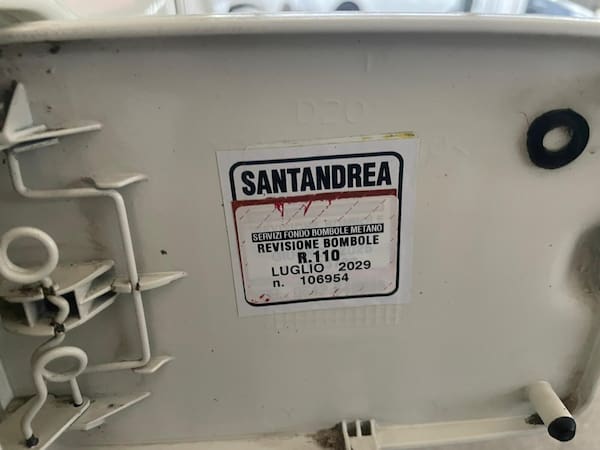 SANTANDREA
SERVIZI FONDO BOMBOLE METANO
REVISIONE BOMBOLE
R.110
LUGLIO 2029
n. 106954